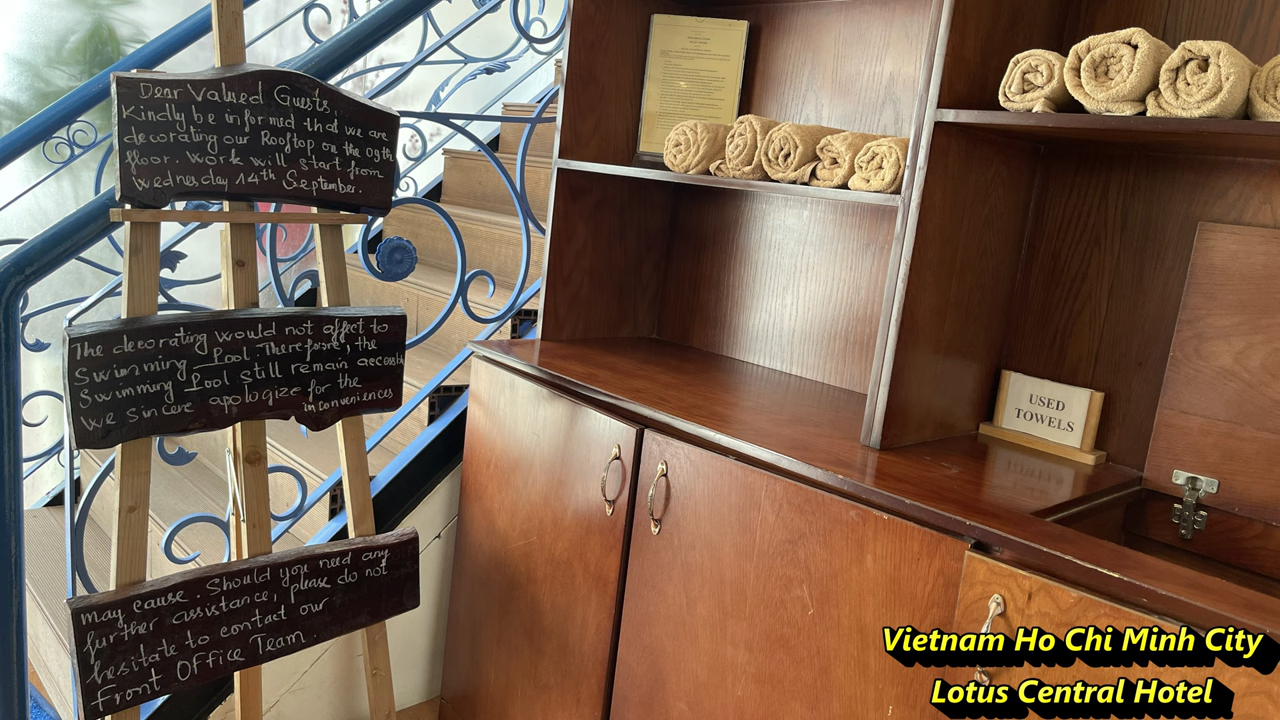 Dear Valued Guests,
Kindly be informed that we are
decorating our Rooftop on the 09th
floor. Work will start from
Wednesday 14th September.
The decorating would not affect to
Swimming Pool. Therefore, the
Swimming Pool still remain accessib
We sincere apologize for the
inconveniences
may cause. Should you need any
further assistance, please do not
hesitate to contact our
Front Office Team.
USED
TOWELS
Vietnam Ho Chi Minh City
Lotus Central Hotel